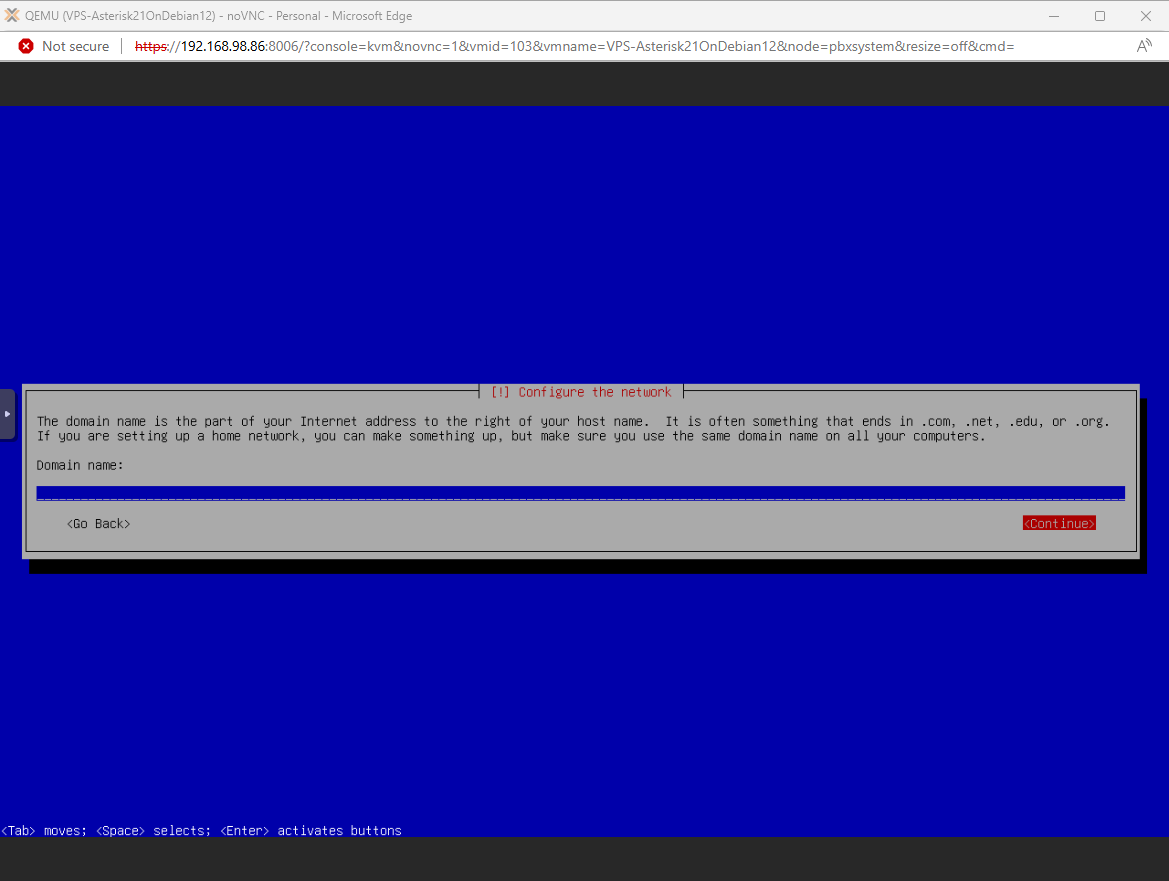 QEMU (VPS-Asterisk21OnDebian12) - noVNC - Personal - Microsoft Edge
Not secure | https://192.168.98.86:8006/?console=kvm&novnc=1&vmid=103&vmname=VPS-Asterisk21OnDebian12&node=pbxsystem&resize=off&cmd=
[!] Configure the network
The domain name is the part of your Internet address to the right of your host name.  It is often something that ends in .com, .net, .edu, or .org.
If you are setting up a home network, you can make something up, but make sure you use the same domain name on all your computers.
Domain name:
<Go Back> <Continue>
<Tab> moves; <Space> selects; <Enter> activates buttons